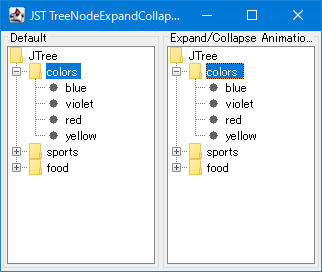 JST TreeNodeExpandCollap...
Default
JTree
colors
blue
violet
red
yellow
sports
food
Expand/Collapse Animatio...
JTree
colors
blue
violet
red
yellow
sports
food